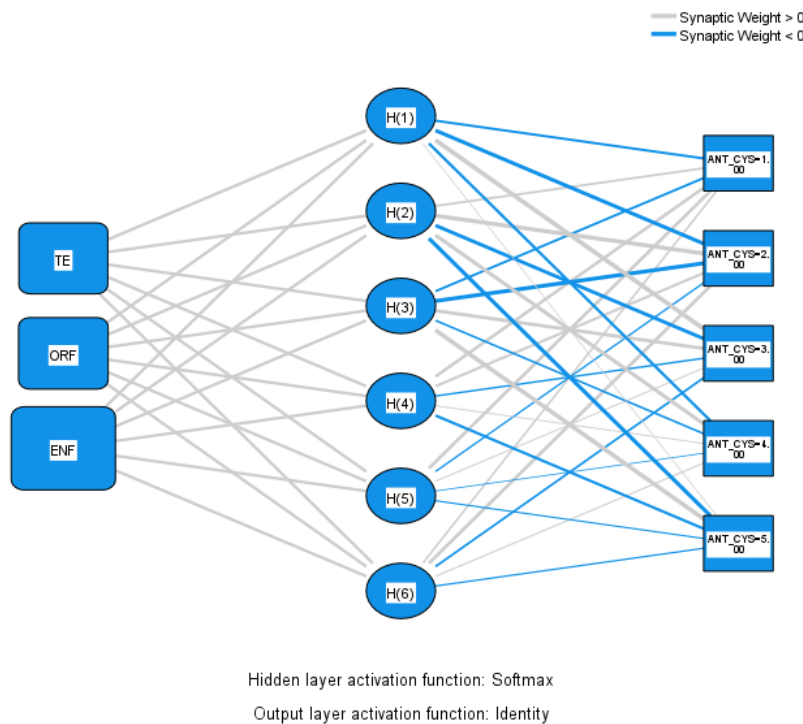 Synaptic Weight > 0
Synaptic Weight < 0
H(1)
ANT_CYS=1.
00
H(2)
TE
ANT_CYS=2.
00
H(3)
ORF
ANT_CYS=3.
00
H(4)
ENF
ANT_CYS=4.
00
H(5)
ANT_CYS=5.
00
H(6)
Hidden layer activation function: Softmax
Output layer activation function: Identity